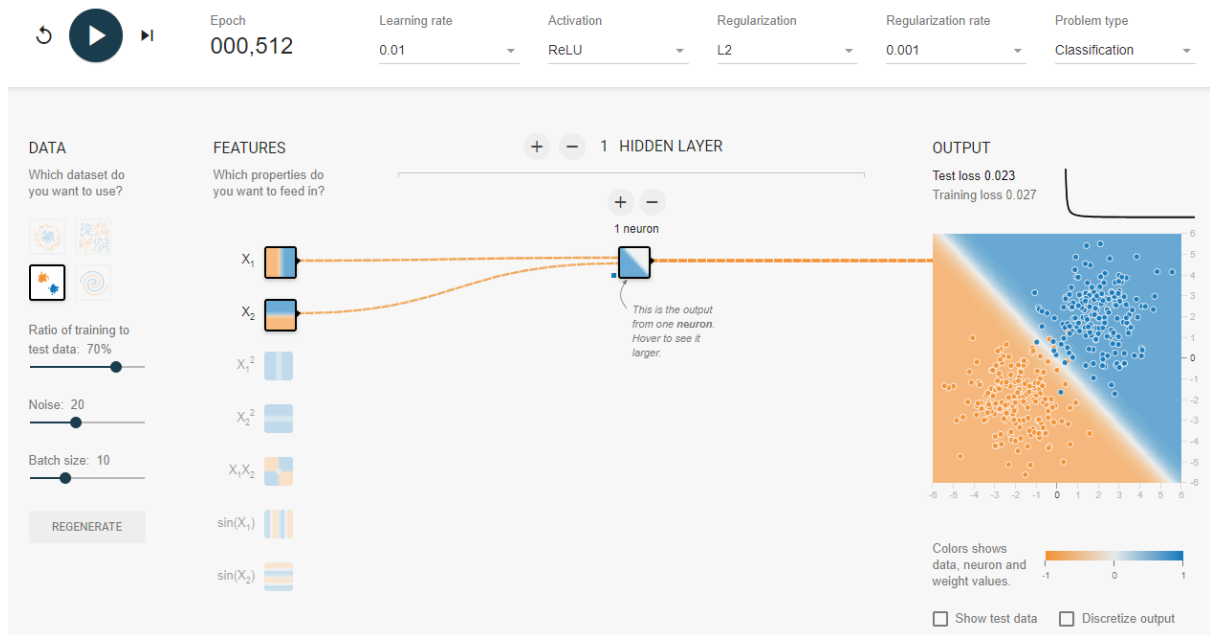 Epoch
000,512
Learning rate
0.01
Activation
ReLU
Regularization
L2
Regularization rate
0.001
Problem type
Classification
DATA
Which dataset do
you want to use?
Ratio of training to
test data: 70%
Noise: 20
Batch size: 10
REGENERATE
FEATURES
Which properties do
you want to feed in?
X₁
X₂
X₁²
X₂²
X₁X₂
sin(X₁)
sin(X₂)
+ − 1 HIDDEN LAYER
+ −
1 neuron
This is the output
from one neuron.
Hover to see it
larger.
OUTPUT
Test loss 0.023
Training loss 0.027
6
5
4
3
2
1
0
-1
-2
-3
-4
-5
-6
-6 -5 -4 -3 -2 -1 0 1 2 3 4 5 6
Colors shows
data, neuron and
weight values.
-1 0 1
Show test data
Discretize output